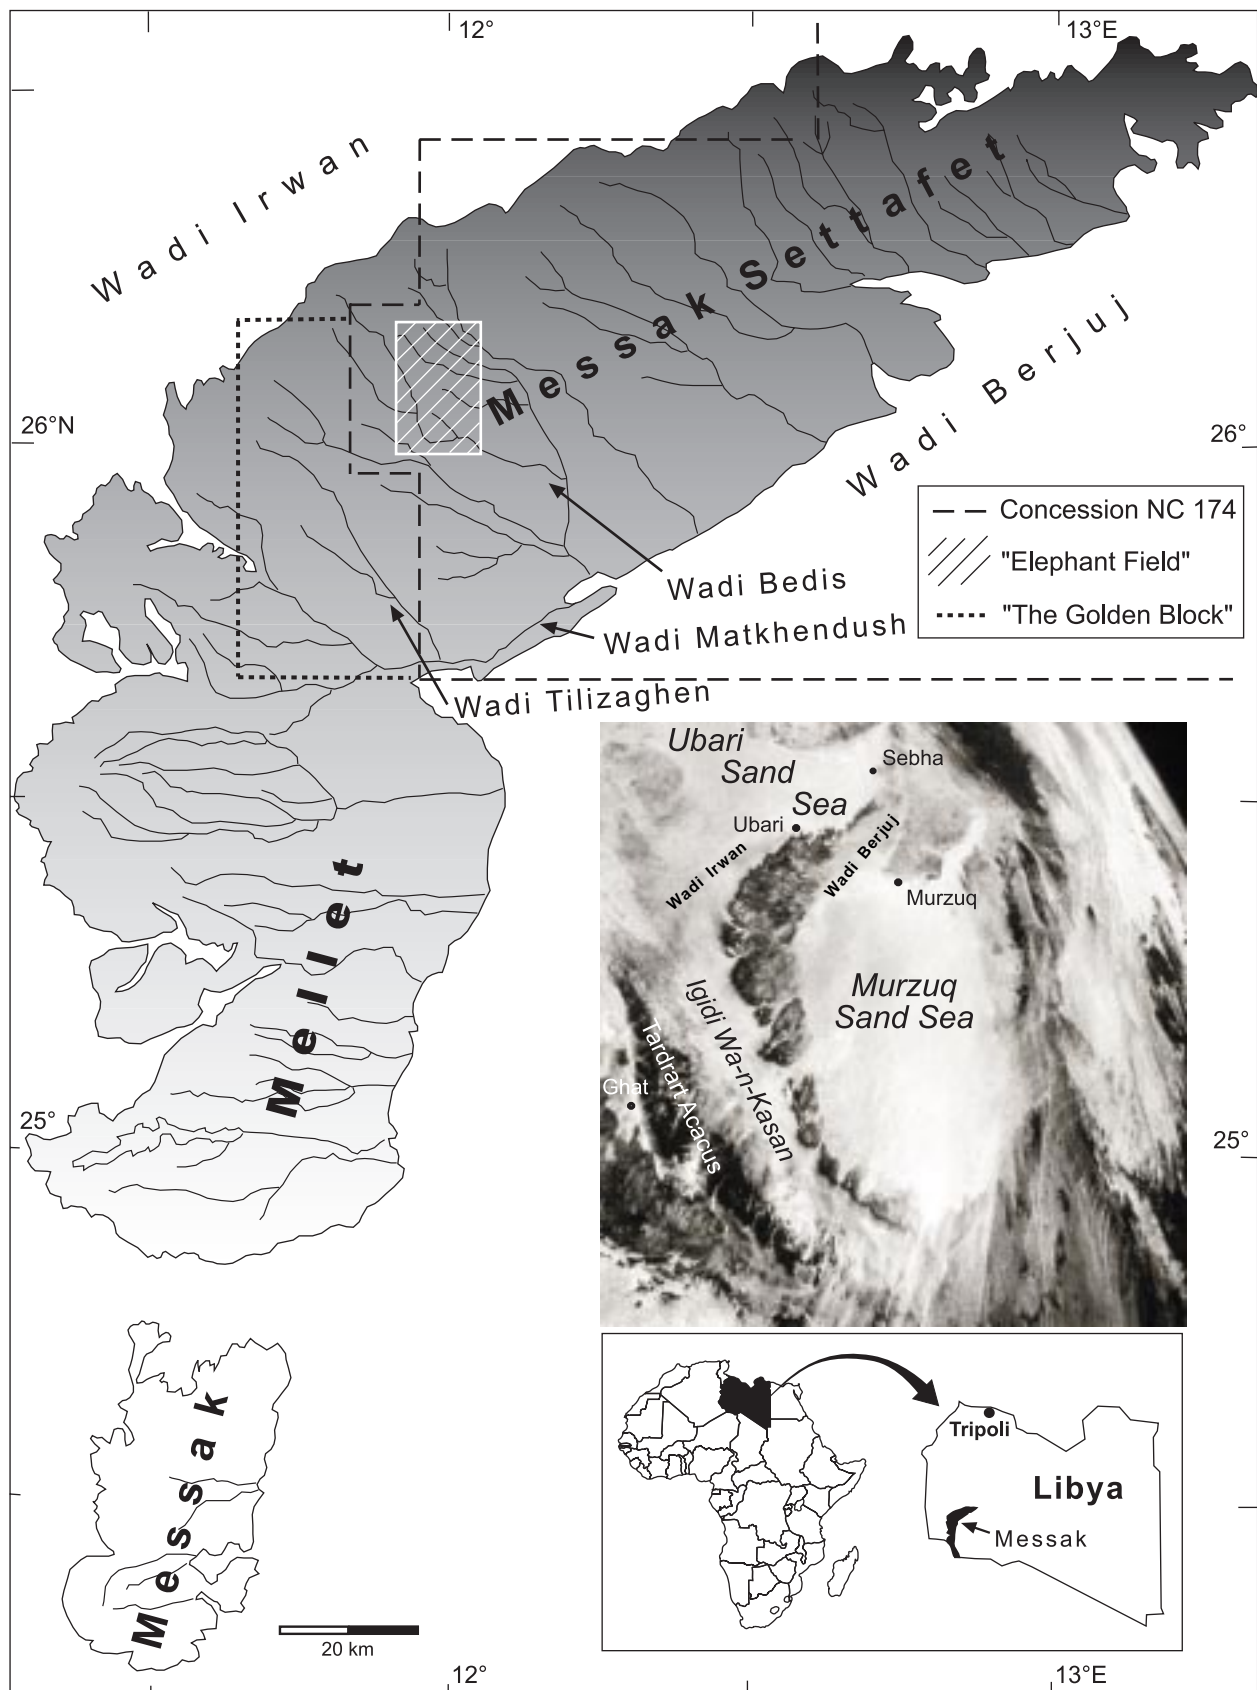 12°
13°E
Wadi Irwan
Messak Settafet
Wadi Berjuj
26°N
26°
Concession NC 174
"Elephant Field"
"The Golden Block"
Wadi Bedis
Wadi Matkhendush
Wadi Tilizaghen
Ubari
Sand
Sea
Sebha
Ubari
Wadi Irwan
Wadi Berjuj
Murzuq
Murzuq
Sand Sea
Igidi Wa-n-Kasan
Tardrart Acacus
Ghat
Messak Mellet
25°
25°
Tripoli
Libya
Messak
20 km
12°
13°E